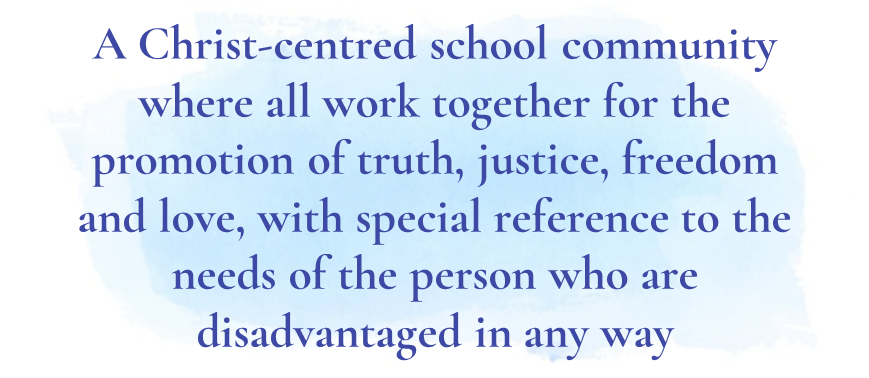 A Christ-centred school community
where all work together for the
promotion of truth, justice, freedom
and love, with special reference to the
needs of the person who are
disadvantaged in any way